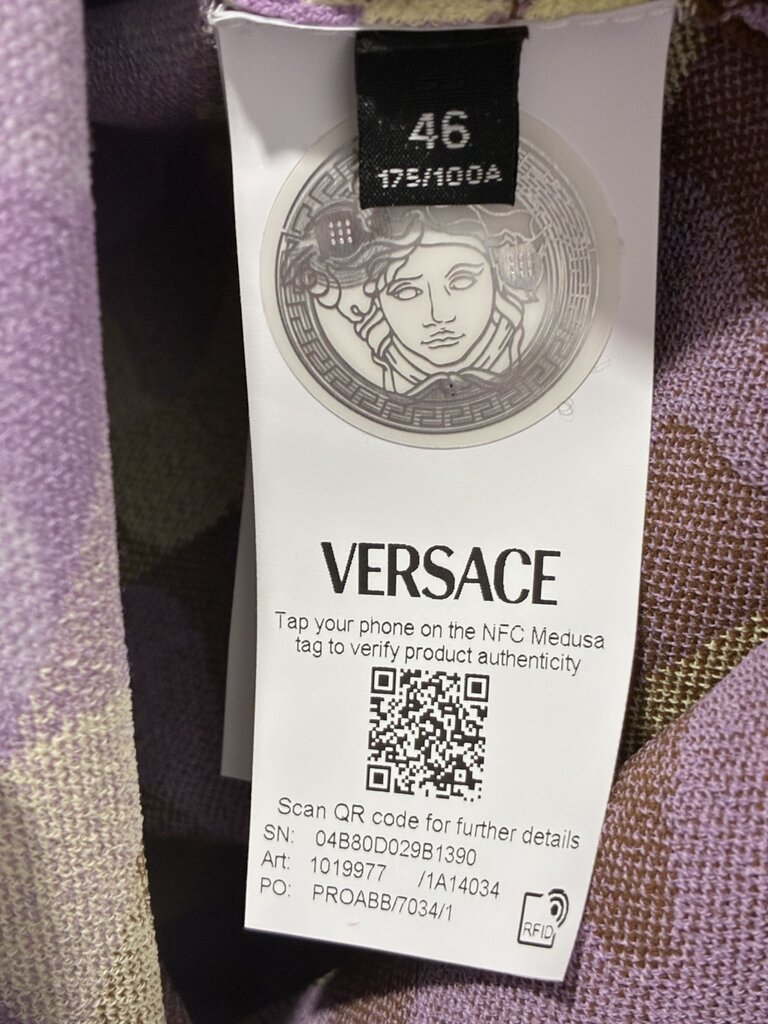 46
175/100A
VERSACE
Tap your phone on the NFC Medusa
tag to verify product authenticity
Scan QR code for further details
SN: 04B80D029B1390
Art: 1019977 /1A14034
PO: PROABB/7034/1
RFID